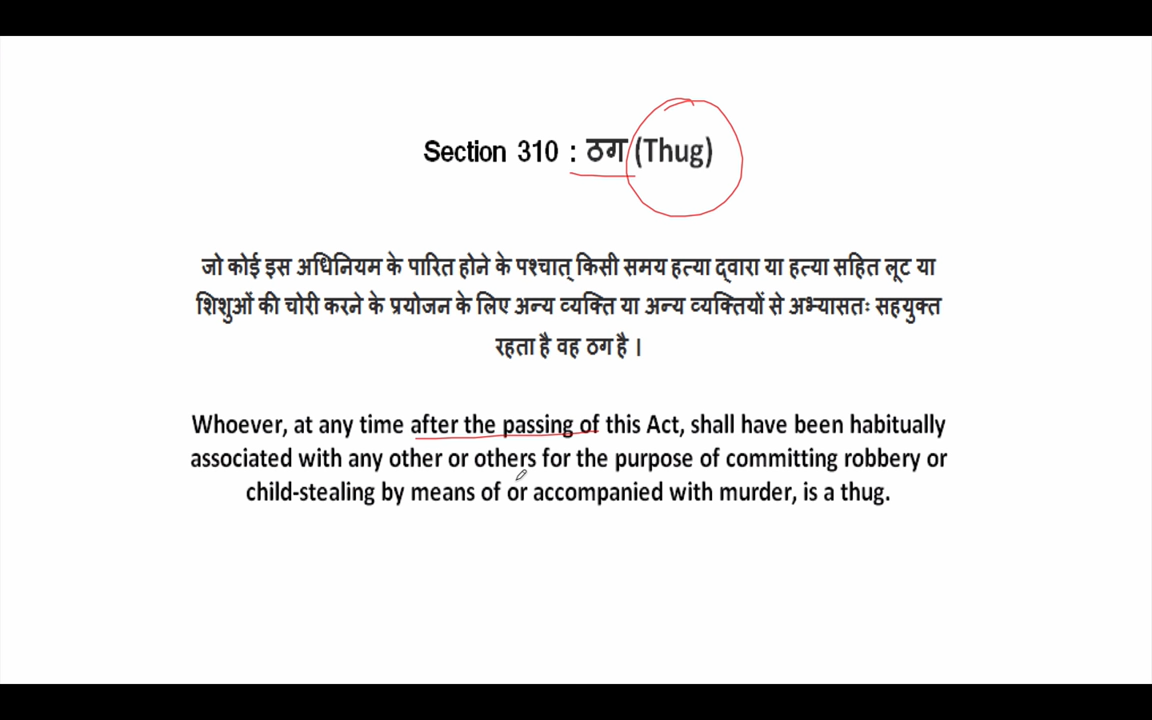 Section 310 : ठग (Thug)
जो कोई इस अधिनियम के पारित होने के पश्चात् किसी समय हत्या द्वारा या हत्या सहित लूट या
शिशुओं की चोरी करने के प्रयोजन के लिए अन्य व्यक्ति या अन्य व्यक्तियों से अभ्यासतः सहयुक्त
रहता है वह ठग है ।
Whoever, at any time after the passing of this Act, shall have been habitually
associated with any other or others for the purpose of committing robbery or
child-stealing by means of or accompanied with murder, is a thug.